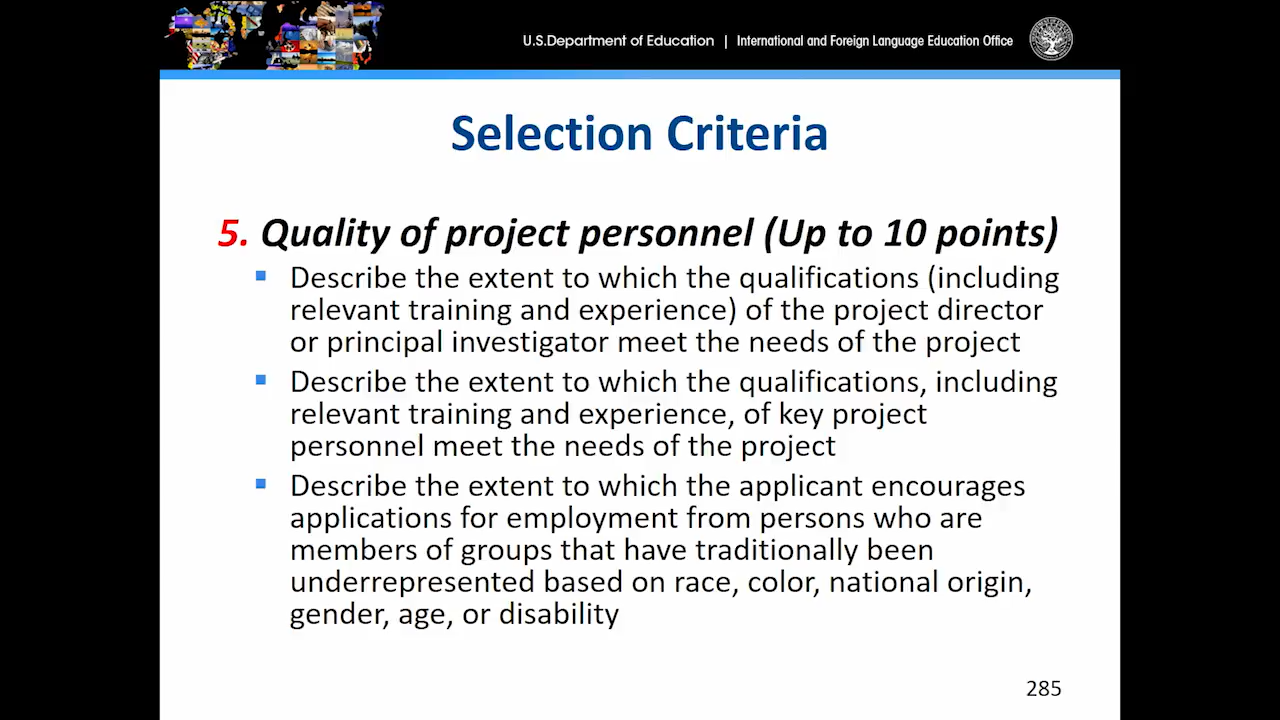 U.S.Department of Education | International and Foreign Language Education Office
Selection Criteria
5. Quality of project personnel (Up to 10 points)
▪ Describe the extent to which the qualifications (including
relevant training and experience) of the project director
or principal investigator meet the needs of the project
▪ Describe the extent to which the qualifications, including
relevant training and experience, of key project
personnel meet the needs of the project
▪ Describe the extent to which the applicant encourages
applications for employment from persons who are
members of groups that have traditionally been
underrepresented based on race, color, national origin,
gender, age, or disability
285